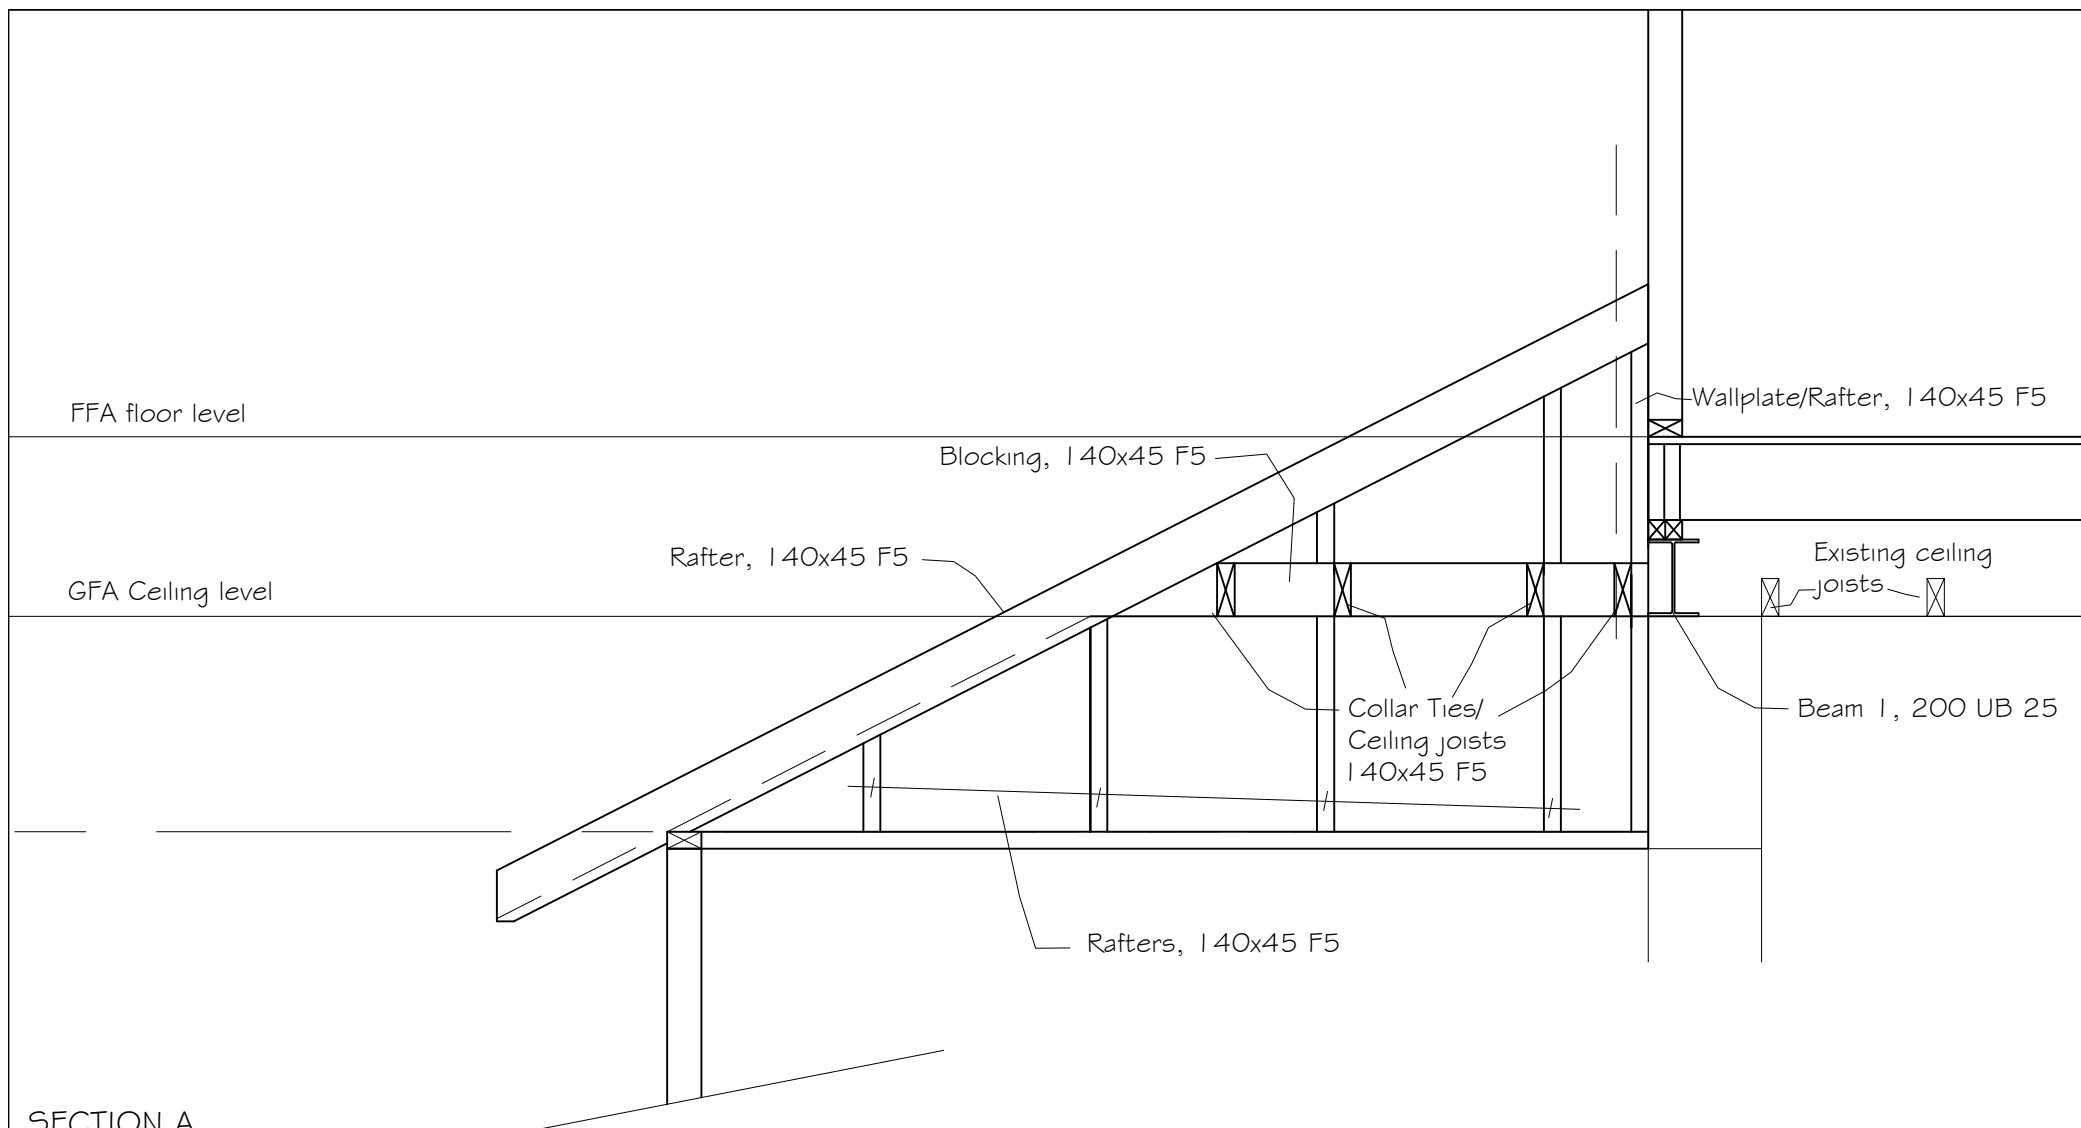 FFA floor level
Wallplate/Rafter, 140x45 F5
Blocking, 140x45 F5
Rafter, 140x45 F5
Existing ceiling
joists
GFA Ceiling level
Collar Ties/
Ceiling joists
140x45 F5
Beam 1, 200 UB 25
Rafters, 140x45 F5
SECTION A